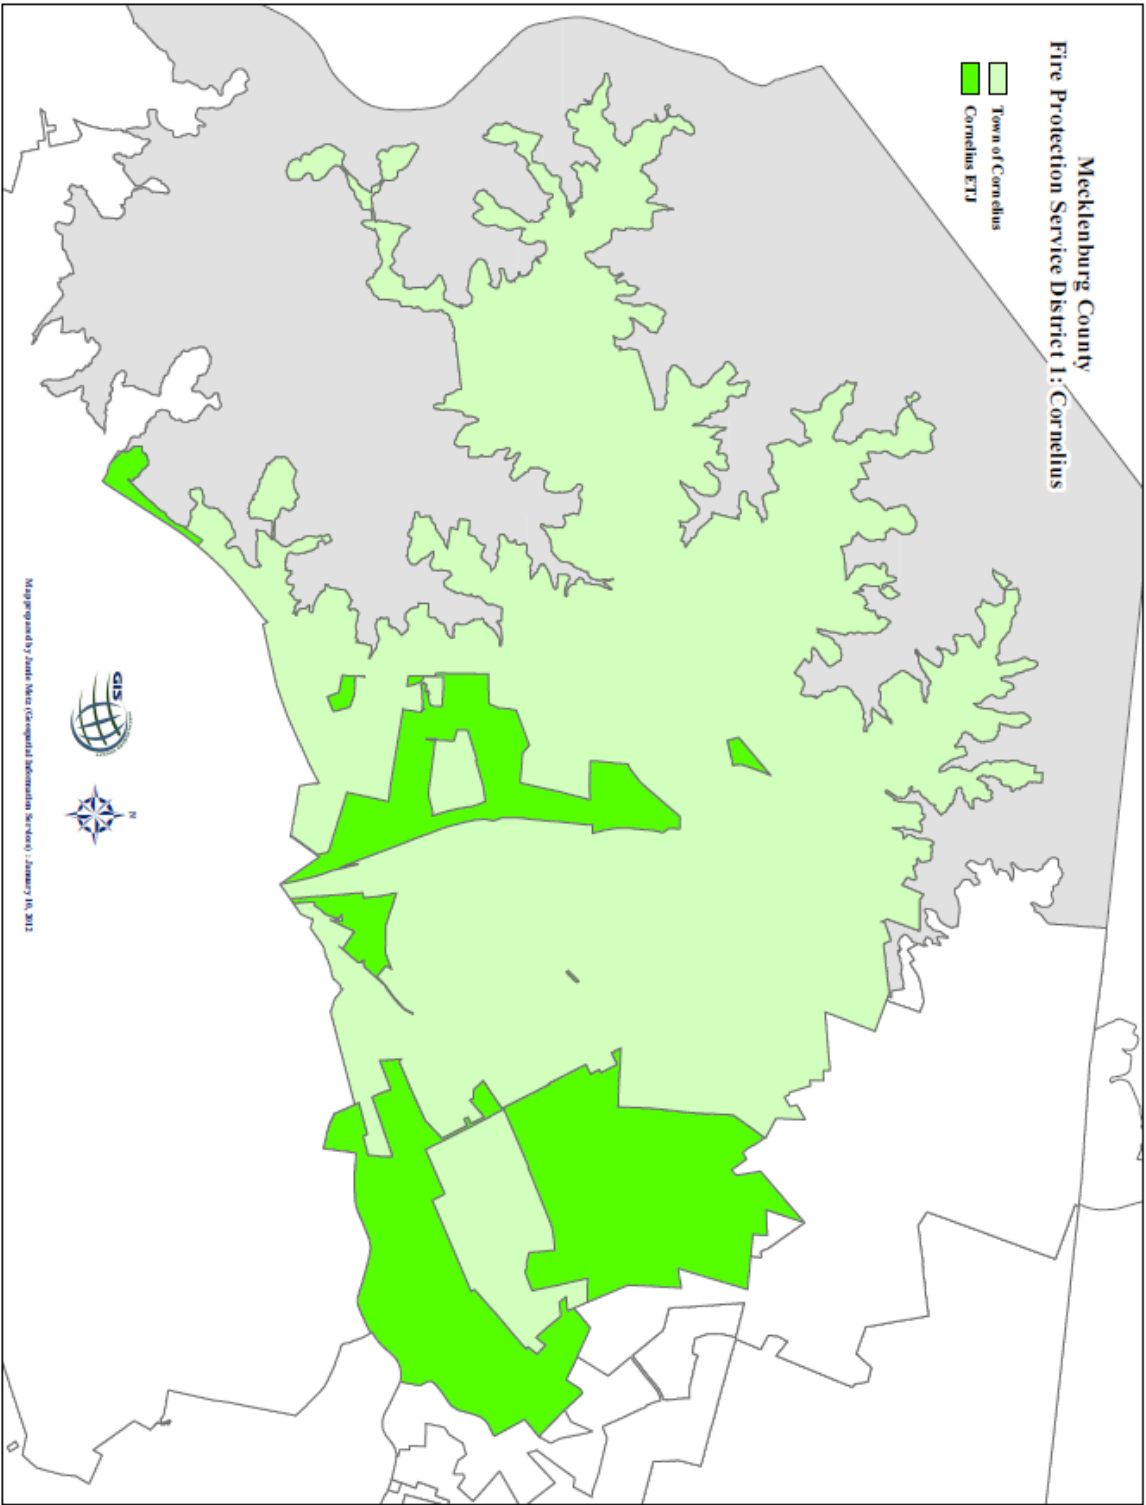 Mecklenburg County
Fire Protection Service District 1: Cornelius
Town of Cornelius
Cornelius ETJ
GIS
N
Map prepared by Jamie Metz (Geospatial Information Services) : January 10, 2012